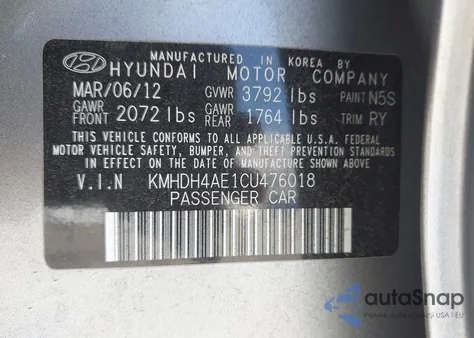 MANUFACTURED IN KOREA BY
HYUNDAI MOTOR COMPANY
MAR/06/12 GVWR 3792 lbs PAINT N5S
GAWR FRONT 2072 lbs GAWR REAR 1764 lbs TRIM RY
THIS VEHICLE CONFORMS TO ALL APPLICABLE U.S.A. FEDERAL
MOTOR VEHICLE SAFETY, BUMPER, AND THEFT PREVENTION
STANDARDS IN EFFECT ON THE DATE OF MANUFACTURE
SHOWN ABOVE.
V.I.N KMHDH4AE1CU476018
PASSENGER CAR
autoSnap